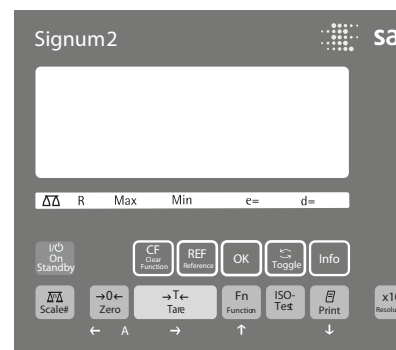 Signum2
sa
R Max Min e= d=
I/
On
Standby
CF
Clear
Function
REF
Reference
OK
Toggle
Info
Scale#
→0←
Zero
→T←
Tare
Fn
Function
ISO-
Test
Print
x10
Resolu
← A → ↑ ↓